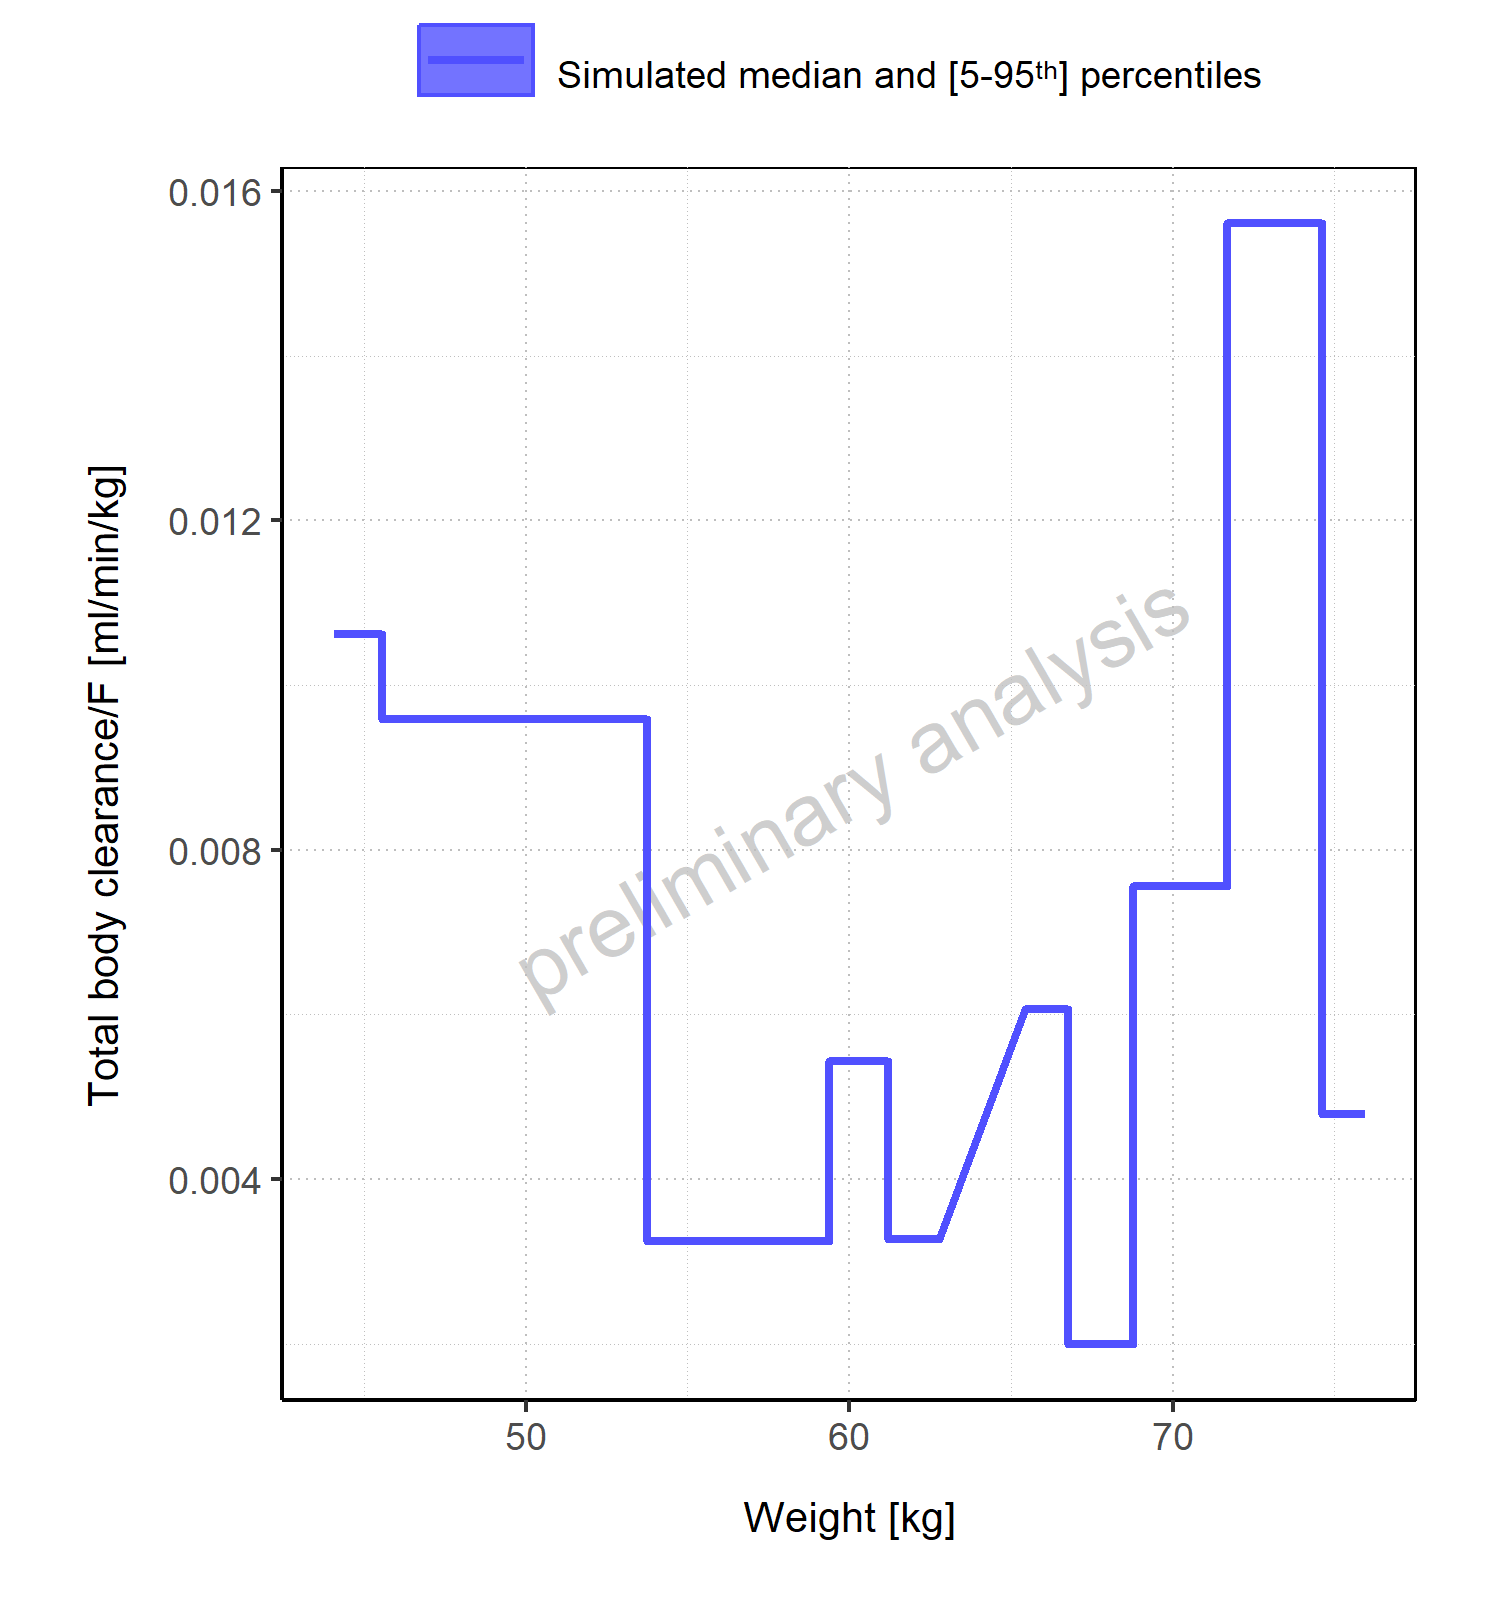 Simulated median and [5-95th] percentiles
0.016
0.012
0.008
0.004
Total body clearance/F [ml/min/kg]
preliminary analysis
50 60 70
Weight [kg]